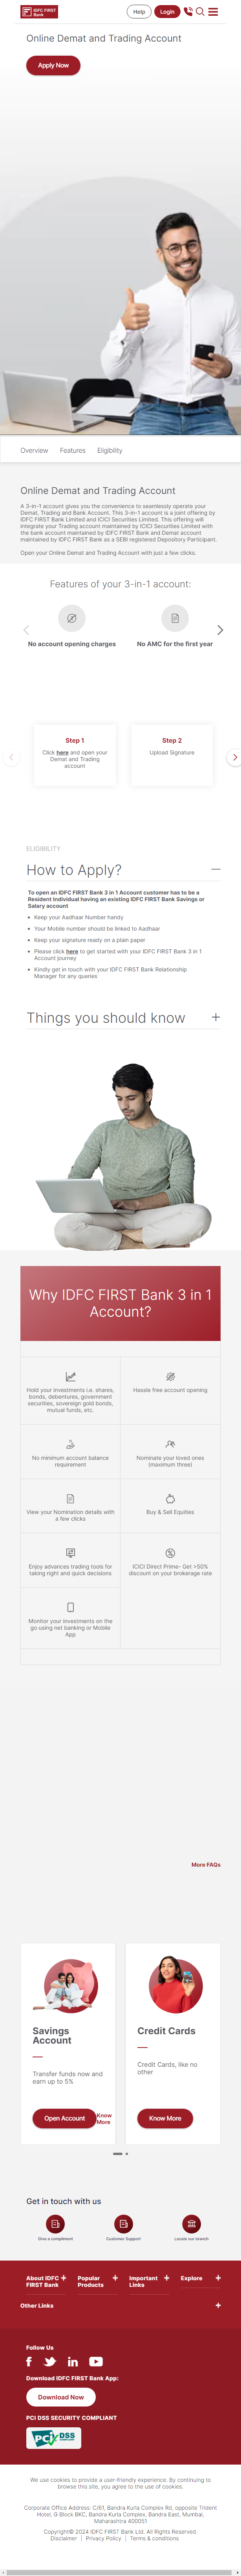 IDFC FIRST
Bank
Help
Login
Online Demat and Trading Account
Apply Now
Overview
Features
Eligibility
Online Demat and Trading Account
A 3-in-1 account gives you the convenience to seamlessly operate your
Demat, Trading and Bank Account. This 3-in-1 account is a joint offering by
IDFC FIRST Bank Limited and ICICI Securities Limited. This offering will
integrate your Trading account maintained by ICICI Securities Limited with
the bank account maintained by IDFC FIRST Bank and Demat account
maintained by IDFC FIRST Bank as a SEBI registered Depository Participant.
Open your Online Demat and Trading Account with just a few clicks.
Features of your 3-in-1 account:
No account opening charges
No AMC for the first year
Step 1
Click here and open your
Demat and Trading
account
Step 2
Upload Signature
ELIGIBILITY
How to Apply?
To open an IDFC FIRST Bank 3 in 1 Account customer has to be a
Resident Individual having an existing IDFC FIRST Bank Savings or
Salary account
Keep your Aadhaar Number handy
Your Mobile number should be linked to Aadhaar
Keep your signature ready on a plain paper
Please click here to get started with your IDFC FIRST Bank 3 in 1
Account journey
Kindly get in touch with your IDFC FIRST Bank Relationship
Manager for any queries
Things you should know
Why IDFC FIRST Bank 3 in 1
Account?
Hold your investments i.e. shares,
bonds, debentures, government
securities, sovereign gold bonds,
mutual funds, etc.
Hassle free account opening
No minimum account balance
requirement
Nominate your loved ones
(maximum three)
View your Nomination details with
a few clicks
Buy & Sell Equities
Enjoy advances trading tools for
taking right and quick decisions
ICICI Direct Prime- Get >50%
discount on your brokerage rate
Monitor your investments on the
go using net banking or Mobile
App
More FAQs
Savings
Account
Transfer funds now and
earn up to 5%
Open Account
Know
More
Credit Cards
Credit Cards, like no
other
Know More
Get in touch with us
Give a compliment
Customer Support
Locate our branch
About IDFC
FIRST Bank
Popular
Products
Important
Links
Explore
Other Links
Follow Us
Download IDFC FIRST Bank App:
Download Now
PCI DSS SECURITY COMPLIANT
PCI DSS
We use cookies to provide a user-friendly experience. By continuing to
browse this site, you agree to the use of cookies.
Corporate Office Address: C/61, Bandra Kurla Complex Rd, opposite Trident
Hotel, G Block BKC, Bandra Kurla Complex, Bandra East, Mumbai,
Maharashtra 400051
Copyright© 2024 IDFC FIRST Bank Ltd. All Rights Reserved.
Disclaimer | Privacy Policy | Terms & conditions